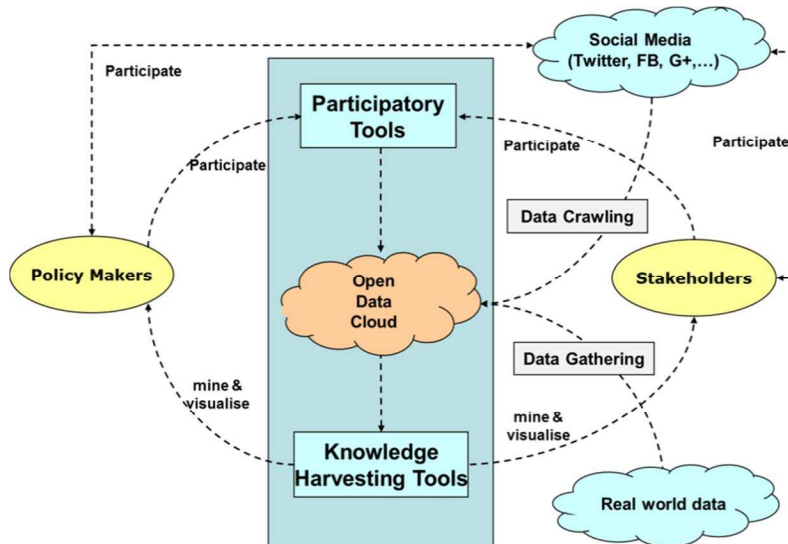 Social Media
(Twitter, FB, G+,...)
Participate
Participatory
Tools
Participate
Participate
Participate
Data Crawling
Policy Makers
Open
Data
Cloud
Stakeholders
Data Gathering
mine &
visualise
mine &
visualise
Knowledge
Harvesting Tools
Real world data